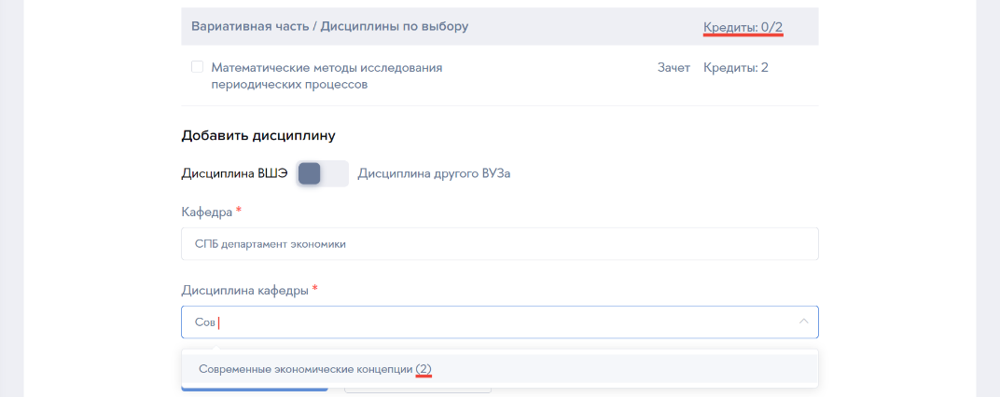 Вариативная часть / Дисциплины по выбору Кредиты: 0/2
Математические методы исследования Зачет Кредиты: 2
периодических процессов
Добавить дисциплину
Дисциплина ВШЭ Дисциплина другого ВУЗа
Кафедра *
СПБ департамент экономики
Дисциплина кафедры *
Сов
Современные экономические концепции (2)